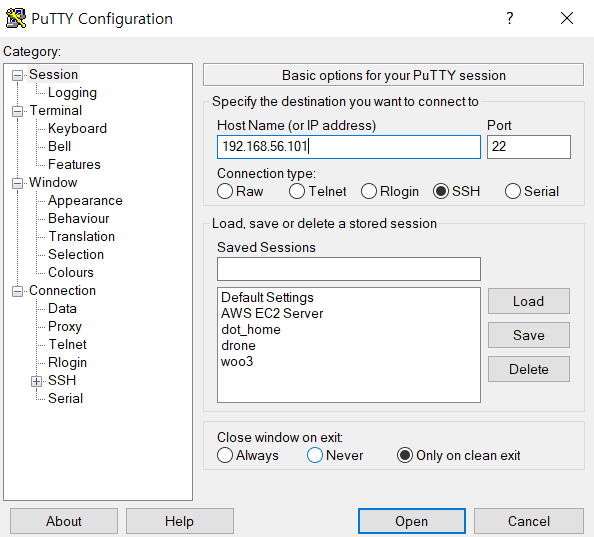 PuTTY Configuration
?
Category:
Session
Logging
Terminal
Keyboard
Bell
Features
Window
Appearance
Behaviour
Translation
Selection
Colours
Connection
Data
Proxy
Telnet
Rlogin
SSH
Serial
Basic options for your PuTTY session
Specify the destination you want to connect to
Host Name (or IP address) Port
192.168.56.101 22
Connection type:
Raw Telnet Rlogin SSH Serial
Load, save or delete a stored session
Saved Sessions
Default Settings
AWS EC2 Server
dot_home
drone
woo3
Load
Save
Delete
Close window on exit:
Always Never Only on clean exit
About Help Open Cancel